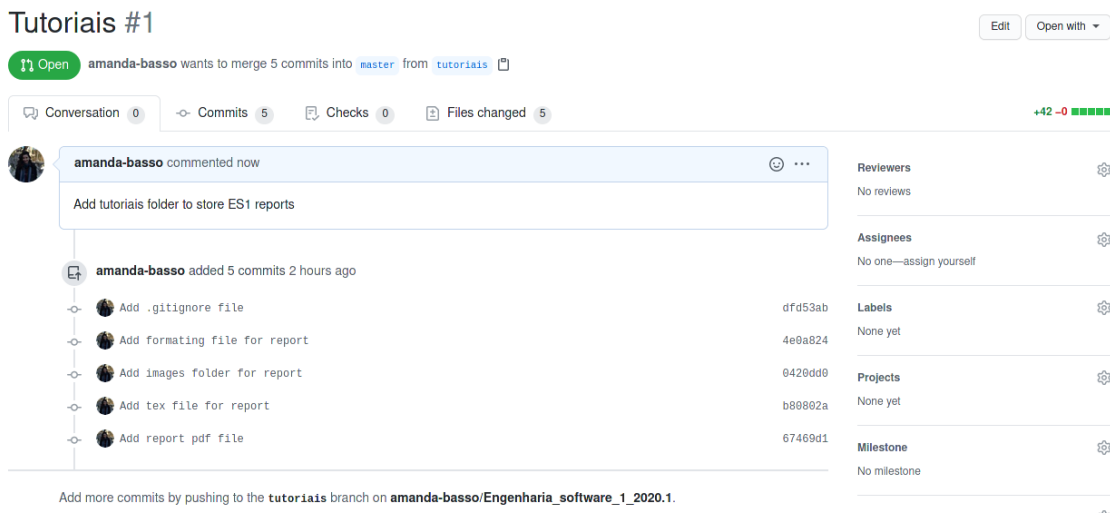 Tutoriais #1
Edit
Open with
Open
amanda-basso wants to merge 5 commits into master from tutoriais
Conversation 0
Commits 5
Checks 0
Files changed 5
+42 −0
amanda-basso commented now
Add tutoriais folder to store ES1 reports
amanda-basso added 5 commits 2 hours ago
Add .gitignore file dfd53ab
Add formating file for report 4e0a824
Add images folder for report 0420dd0
Add tex file for report b80802a
Add report pdf file 67469d1
Add more commits by pushing to the tutoriais branch on amanda-basso/Engenharia_software_1_2020.1.
Reviewers
No reviews
Assignees
No one—assign yourself
Labels
None yet
Projects
None yet
Milestone
No milestone